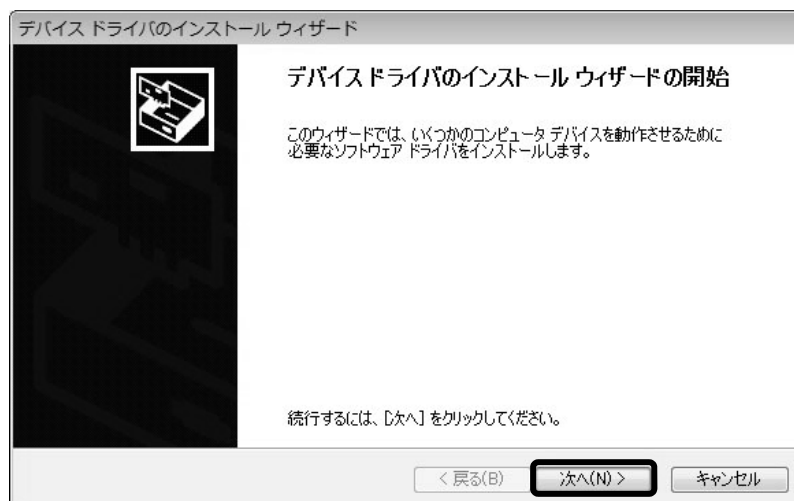 デバイス ドライバのインストール ウィザード
デバイス ドライバのインストール ウィザードの開始
このウィザードでは、いくつかのコンピュータ デバイスを動作させるために
必要なソフトウェア ドライバをインストールします。
続行するには、[次へ] をクリックしてください。
< 戻る(B)
次へ(N) >
キャンセル